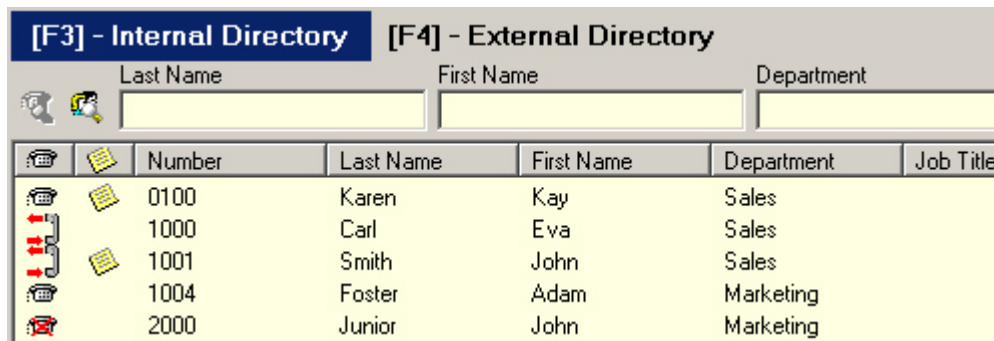 [F3] - Internal Directory [F4] - External Directory
Last Name First Name Department
Number Last Name First Name Department Job Title
0100 Karen Kay Sales
1000 Carl Eva Sales
1001 Smith John Sales
1004 Foster Adam Marketing
2000 Junior John Marketing